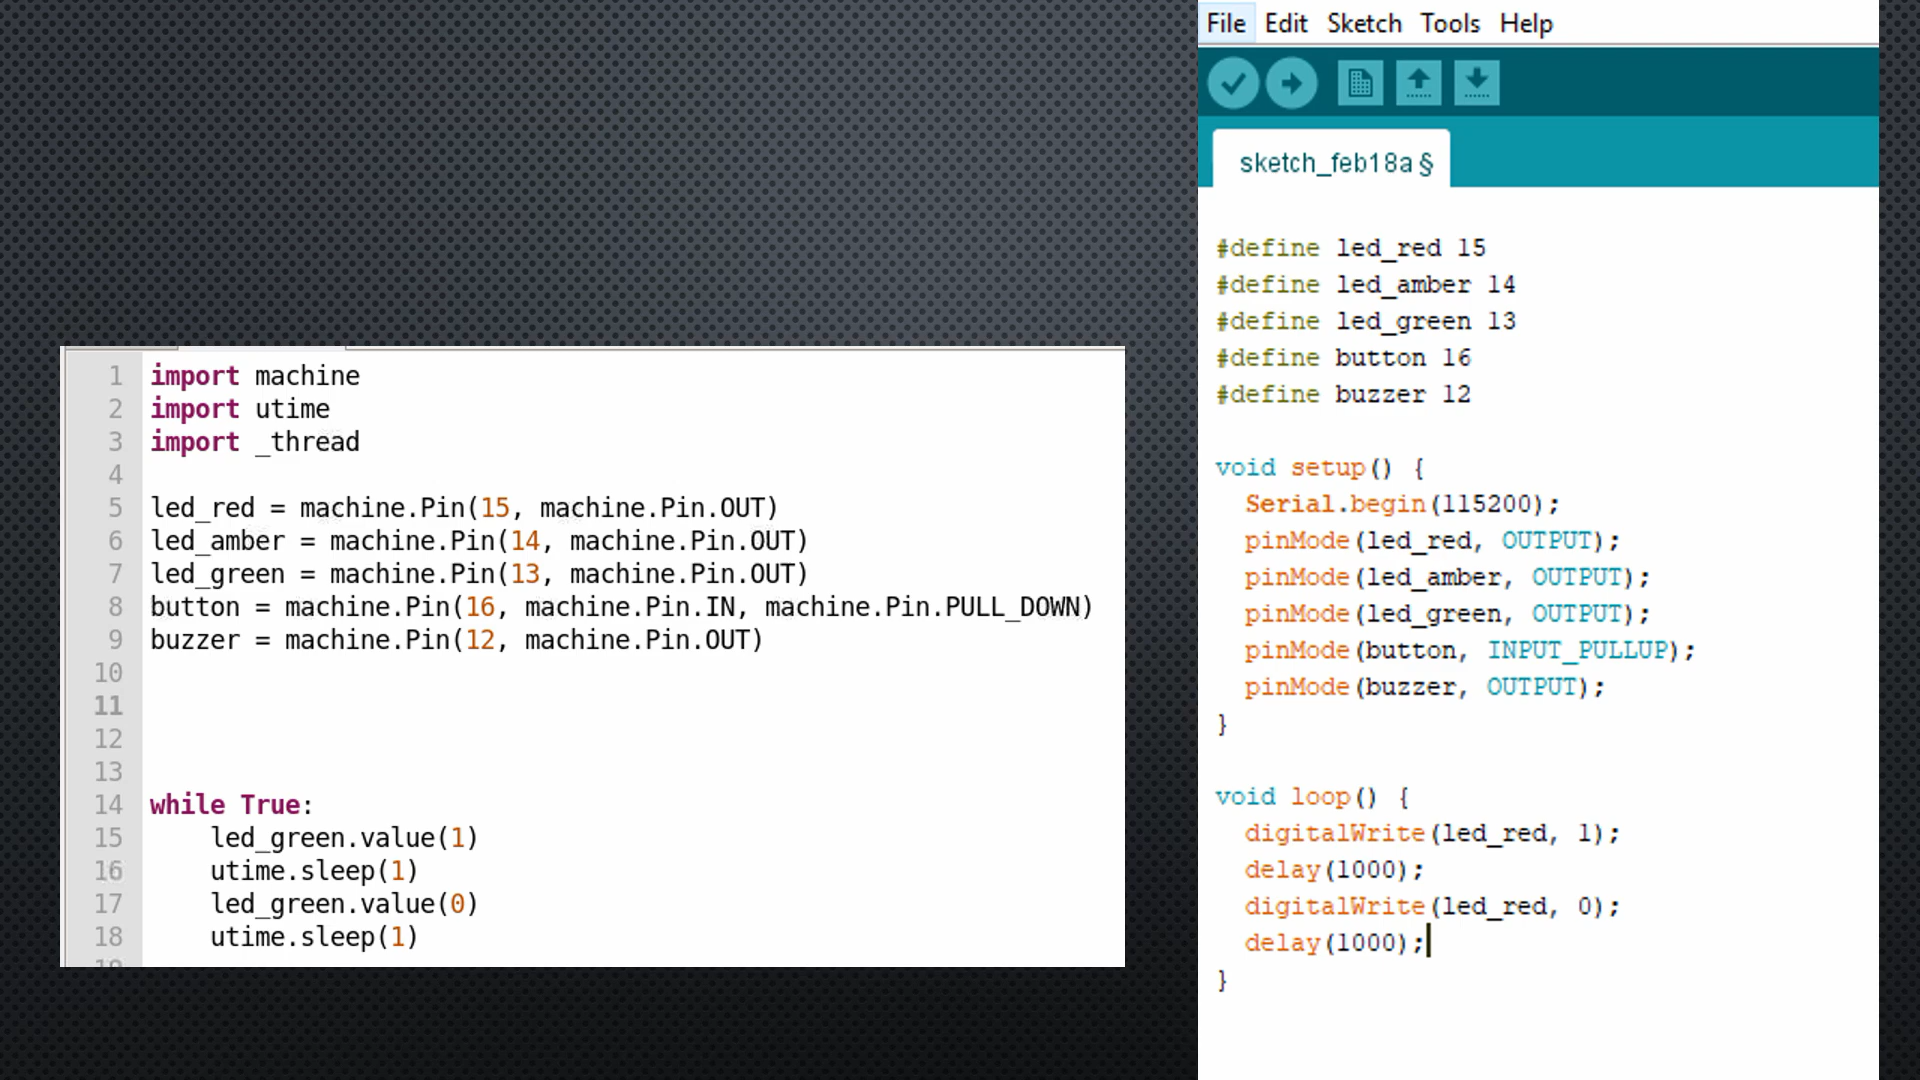 1 import machine
2 import utime
3 import _thread
4
5 led_red = machine.Pin(15, machine.Pin.OUT)
6 led_amber = machine.Pin(14, machine.Pin.OUT)
7 led_green = machine.Pin(13, machine.Pin.OUT)
8 button = machine.Pin(16, machine.Pin.IN, machine.Pin.PULL_DOWN)
9 buzzer = machine.Pin(12, machine.Pin.OUT)
10
11
12
13
14 while True:
15     led_green.value(1)
16     utime.sleep(1)
17     led_green.value(0)
18     utime.sleep(1)
File Edit Sketch Tools Help
sketch_feb18a §
#define led_red 15
#define led_amber 14
#define led_green 13
#define button 16
#define buzzer 12
void setup() {
  Serial.begin(115200);
  pinMode(led_red, OUTPUT);
  pinMode(led_amber, OUTPUT);
  pinMode(led_green, OUTPUT);
  pinMode(button, INPUT_PULLUP);
  pinMode(buzzer, OUTPUT);
}
void loop() {
  digitalWrite(led_red, 1);
  delay(1000);
  digitalWrite(led_red, 0);
  delay(1000);
}